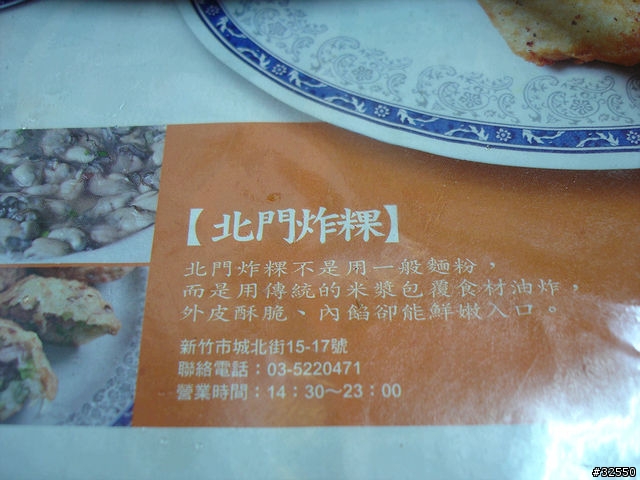 【北門炸粿】
北門炸粿不是用一般麵粉，
而是用傳統的米漿包覆食材油炸，
外皮酥脆、內餡卻能鮮嫩入口。
新竹市城北街15-17號
聯絡電話：03-5220471
營業時間：14：30～23：00
#32550